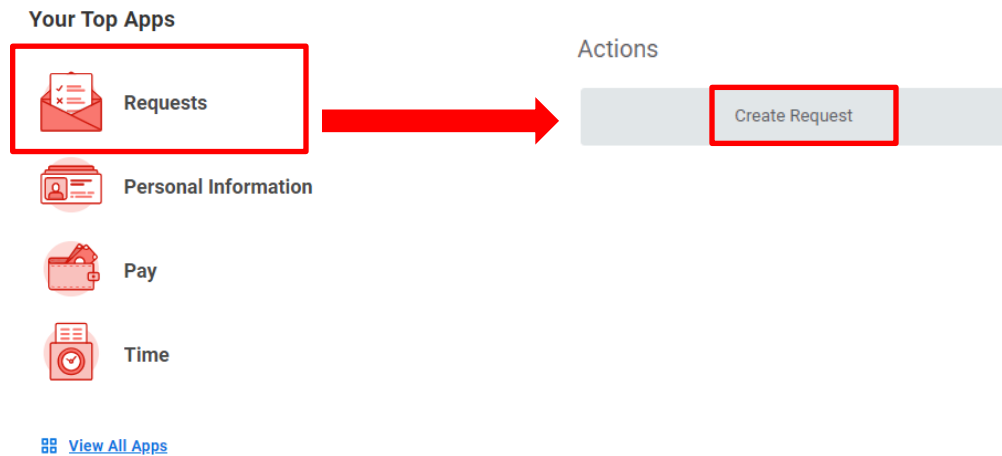 Your Top Apps
Requests
Personal Information
Pay
Time
View All Apps
Actions
Create Request